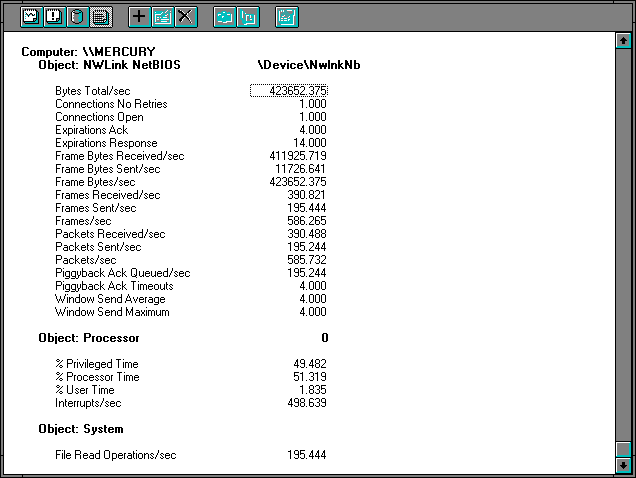 Computer: \\MERCURY
Object: NWLink NetBIOS \Device\NwlnkNb
Bytes Total/sec 423652.375
Connections No Retries 1.000
Connections Open 1.000
Expirations Ack 4.000
Expirations Response 14.000
Frame Bytes Received/sec 411925.719
Frame Bytes Sent/sec 11726.641
Frame Bytes/sec 423652.375
Frames Received/sec 390.821
Frames Sent/sec 195.444
Frames/sec 586.265
Packets Received/sec 390.488
Packets Sent/sec 195.244
Packets/sec 585.732
Piggyback Ack Queued/sec 195.244
Piggyback Ack Timeouts 4.000
Window Send Average 4.000
Window Send Maximum 4.000
Object: Processor 0
% Privileged Time 49.482
% Processor Time 51.319
% User Time 1.835
Interrupts/sec 498.639
Object: System
File Read Operations/sec 195.444